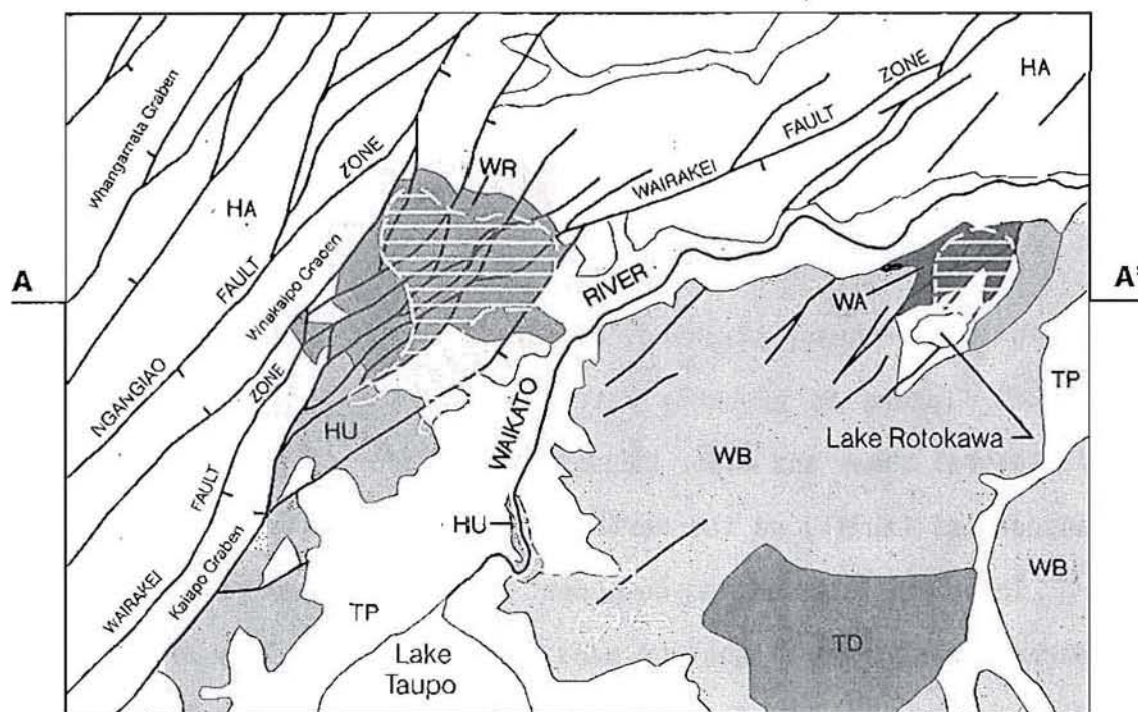 Whangamata Graben
HA
NGANGIAO FAULT ZONE
Whakaipo Graben
WR
WAIRAKEI FAULT ZONE
HA
A
A'
WAIKATO RIVER
WA
TP
Lake Rotokawa
HU
WB
HU
WAIRAKEI FAULT ZONE
Kaiapo Graben
TP
Lake
Taupo
TD
WB